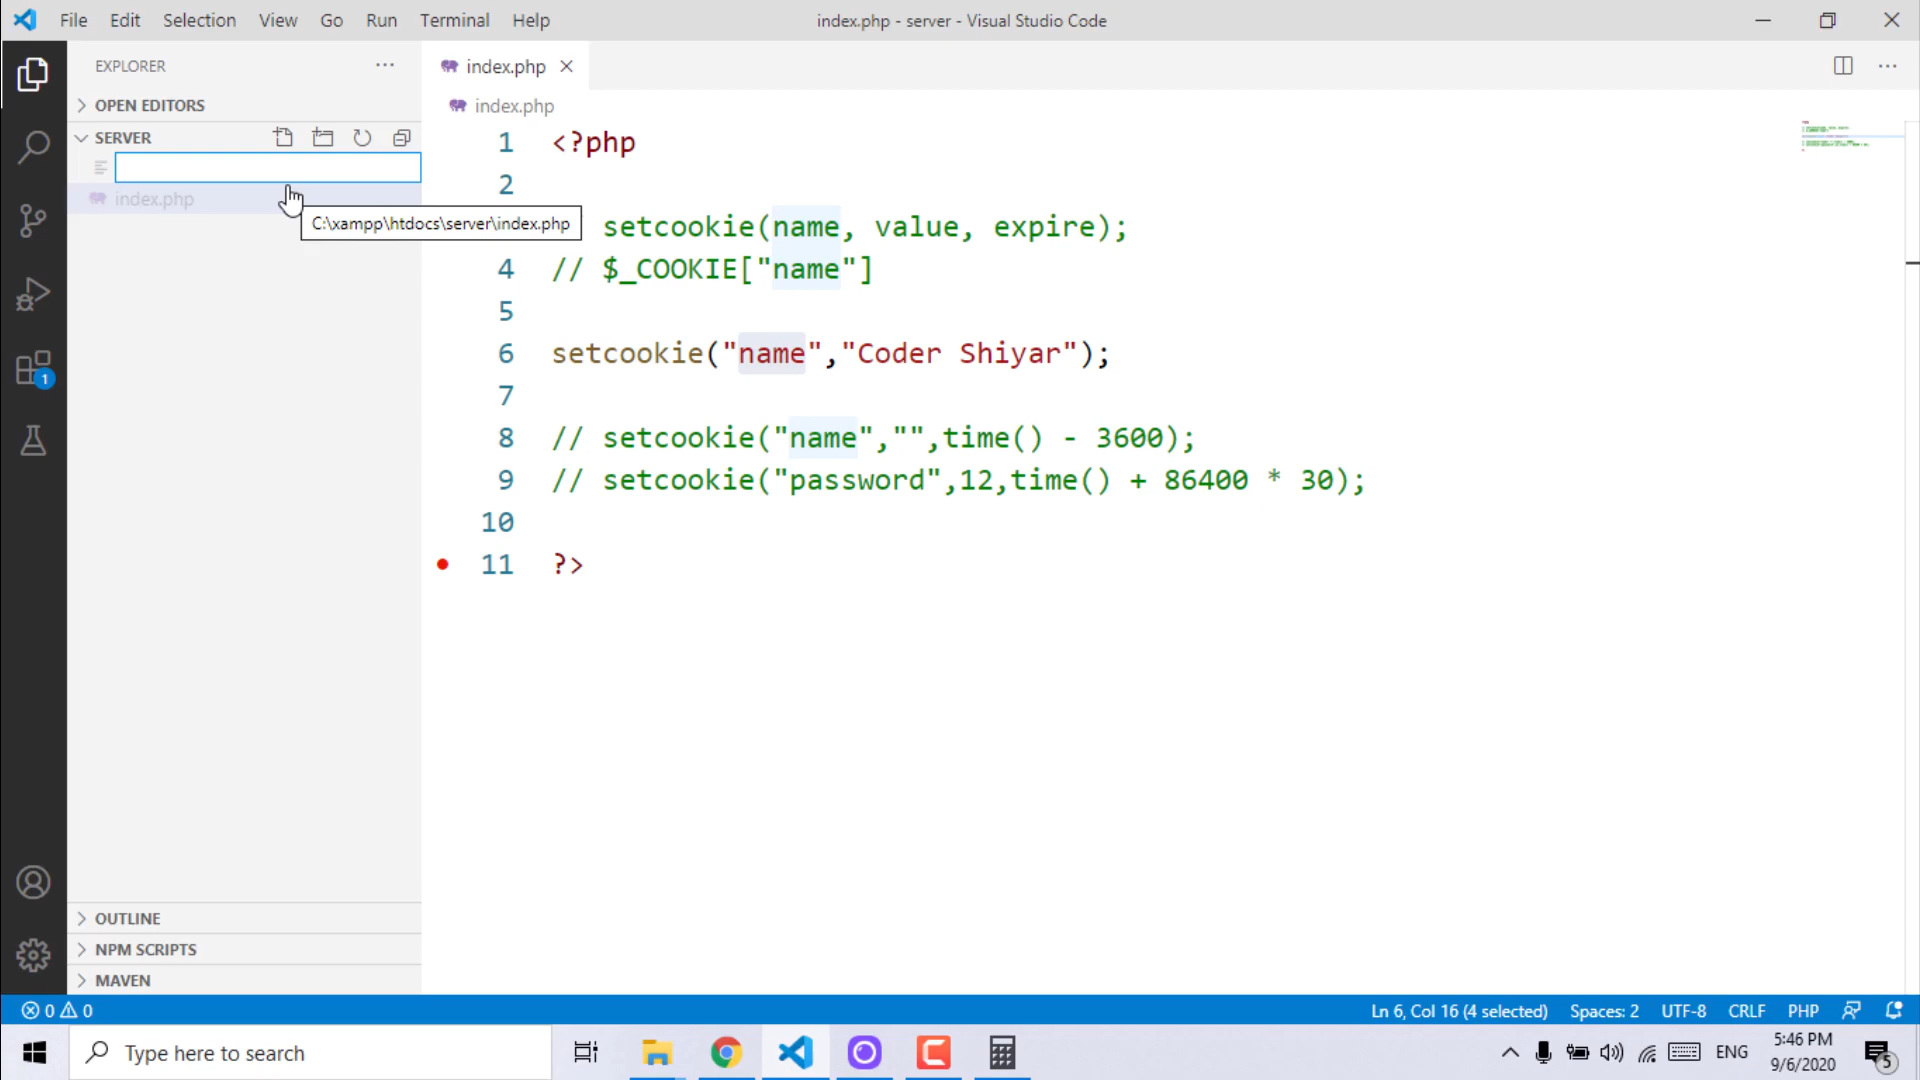 File Edit Selection View Go Run Terminal Help
index.php - server - Visual Studio Code
EXPLORER
OPEN EDITORS
SERVER
index.php
C:\xampp\htdocs\server\index.php
OUTLINE
NPM SCRIPTS
MAVEN
1
index.php
index.php
1 <?php
2
setcookie(name, value, expire);
4 // $_COOKIE["name"]
5
6 setcookie("name","Coder Shiyar");
7
8 // setcookie("name","",time() - 3600);
9 // setcookie("password",12,time() + 86400 * 30);
10
11 ?>
0 0
Ln 6, Col 16 (4 selected) Spaces: 2 UTF-8 CRLF PHP
Type here to search
ENG
5:46 PM
9/6/2020
5